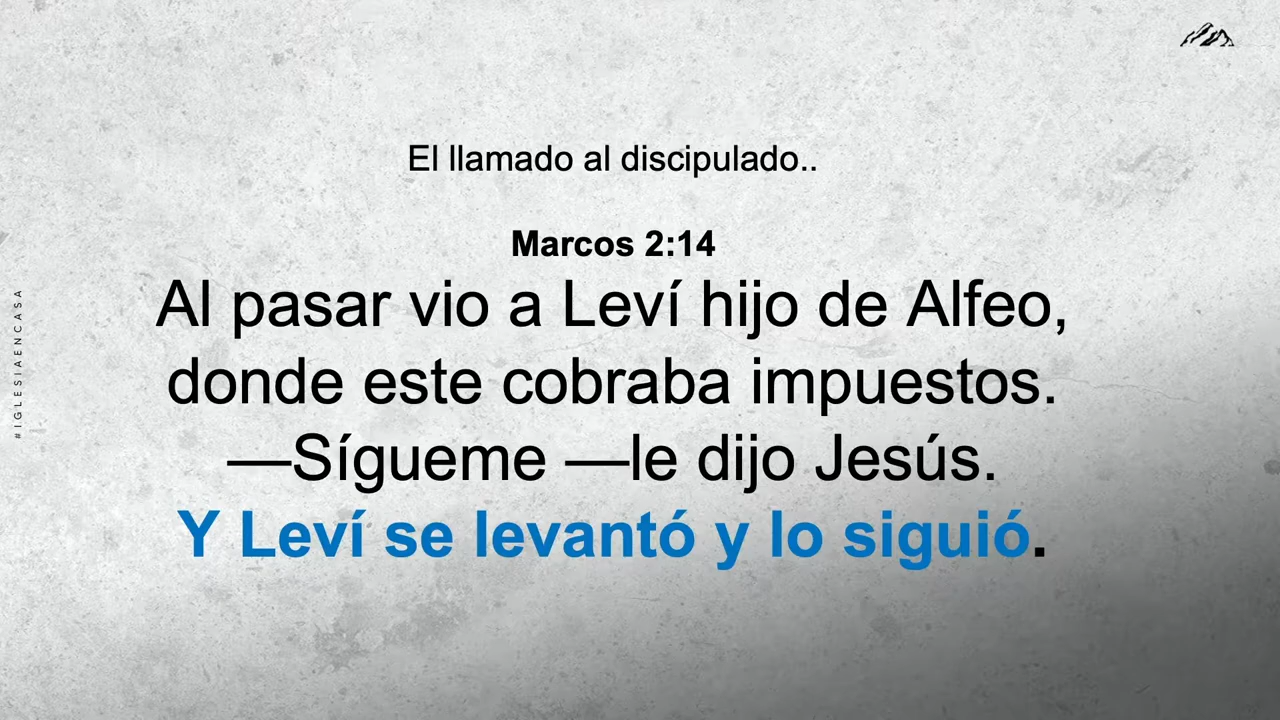 El llamado al discipulado..
Marcos 2:14
Al pasar vio a Leví hijo de Alfeo,
donde este cobraba impuestos.
—Sígueme —le dijo Jesús.
Y Leví se levantó y lo siguió.
#IGLESIAENCASA